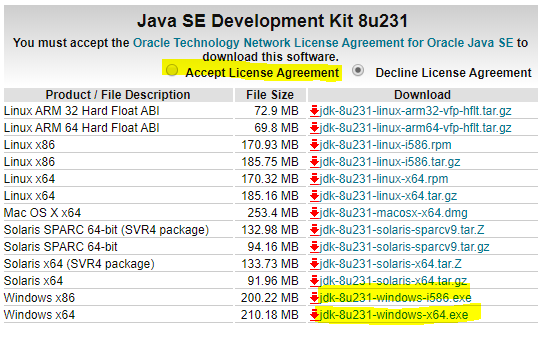 Java SE Development Kit 8u231
You must accept the Oracle Technology Network License Agreement for Oracle Java SE to
download this software.
Accept License Agreement Decline License Agreement
Product / File Description File Size Download
Linux ARM 32 Hard Float ABI 72.9 MB jdk-8u231-linux-arm32-vfp-hflt.tar.gz
Linux ARM 64 Hard Float ABI 69.8 MB jdk-8u231-linux-arm64-vfp-hflt.tar.gz
Linux x86 170.93 MB jdk-8u231-linux-i586.rpm
Linux x86 185.75 MB jdk-8u231-linux-i586.tar.gz
Linux x64 170.32 MB jdk-8u231-linux-x64.rpm
Linux x64 185.16 MB jdk-8u231-linux-x64.tar.gz
Mac OS X x64 253.4 MB jdk-8u231-macosx-x64.dmg
Solaris SPARC 64-bit (SVR4 package) 132.98 MB jdk-8u231-solaris-sparcv9.tar.Z
Solaris SPARC 64-bit 94.16 MB jdk-8u231-solaris-sparcv9.tar.gz
Solaris x64 (SVR4 package) 133.73 MB jdk-8u231-solaris-x64.tar.Z
Solaris x64 91.96 MB jdk-8u231-solaris-x64.tar.gz
Windows x86 200.22 MB jdk-8u231-windows-i586.exe
Windows x64 210.18 MB jdk-8u231-windows-x64.exe